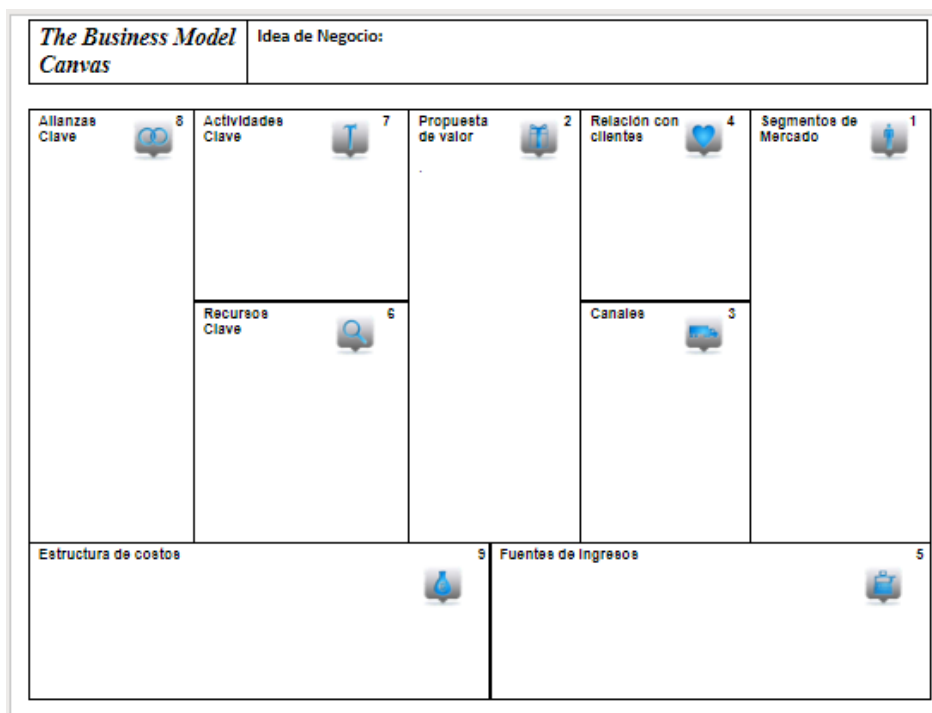 The Business Model
Canvas
Idea de Negocio:
Alianzas
Clave
8
Actividades
Clave
7
Propuesta
de valor
2
.
Relación con
clientes
4
Segmentos de
Mercado
1
Recursos
Clave
6
Canales
3
Estructura de costos
9
Fuentes de Ingresos
5